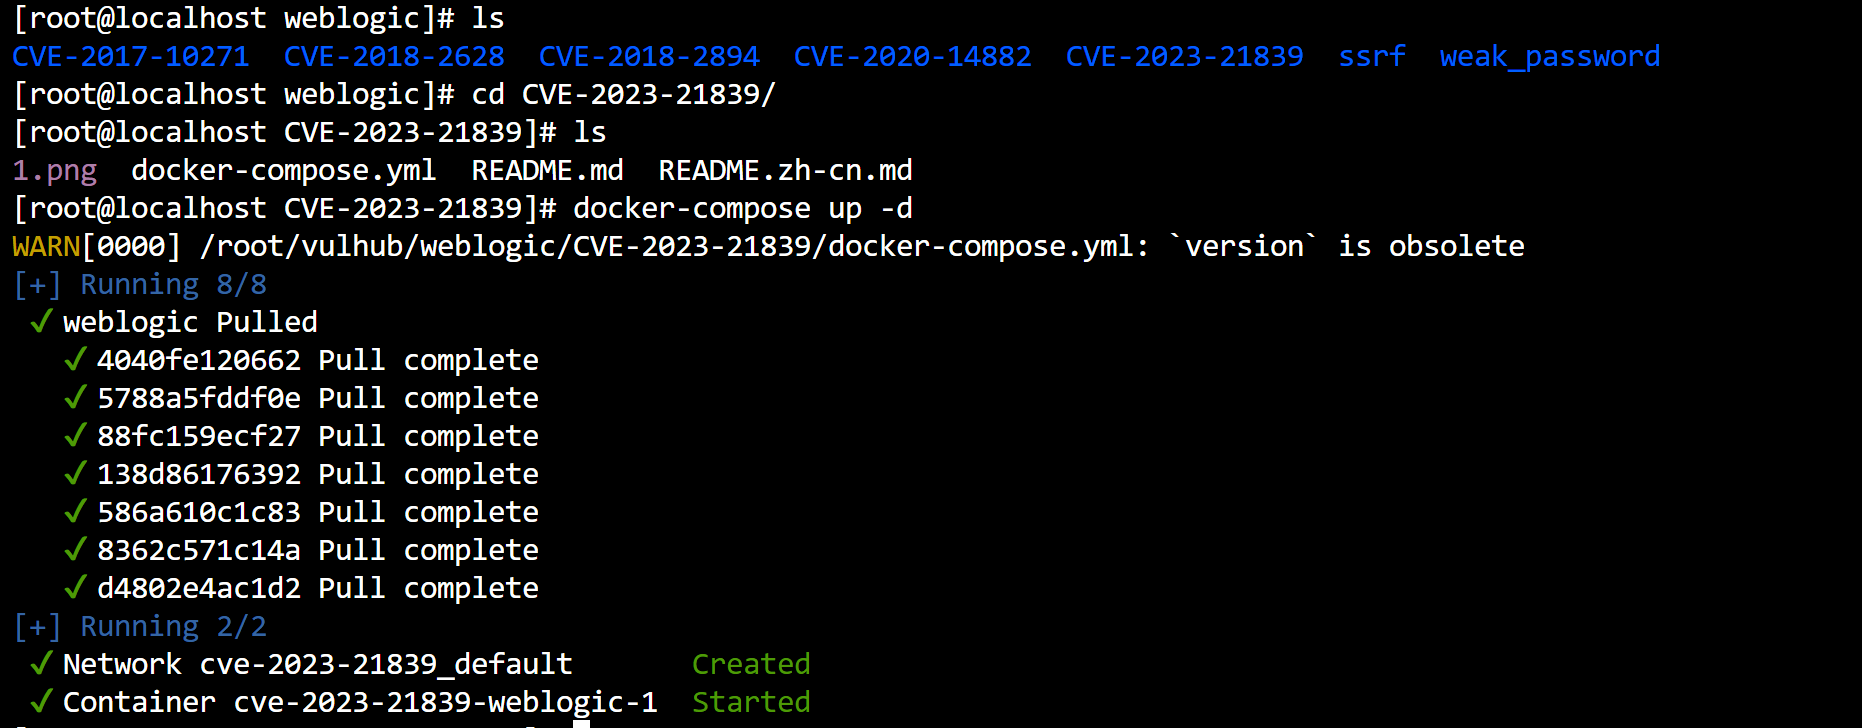 [root@localhost weblogic]# ls
CVE-2017-10271  CVE-2018-2628  CVE-2018-2894  CVE-2020-14882  CVE-2023-21839  ssrf  weak_password
[root@localhost weblogic]# cd CVE-2023-21839/
[root@localhost CVE-2023-21839]# ls
1.png  docker-compose.yml  README.md  README.zh-cn.md
[root@localhost CVE-2023-21839]# docker-compose up -d
WARN[0000] /root/vulhub/weblogic/CVE-2023-21839/docker-compose.yml: `version` is obsolete
[+] Running 8/8
 ✓ weblogic Pulled
   ✓ 4040fe120662 Pull complete
   ✓ 5788a5fddf0e Pull complete
   ✓ 88fc159ecf27 Pull complete
   ✓ 138d86176392 Pull complete
   ✓ 586a610c1c83 Pull complete
   ✓ 8362c571c14a Pull complete
   ✓ d4802e4ac1d2 Pull complete
[+] Running 2/2
 ✓ Network cve-2023-21839_default       Created
 ✓ Container cve-2023-21839-weblogic-1  Started